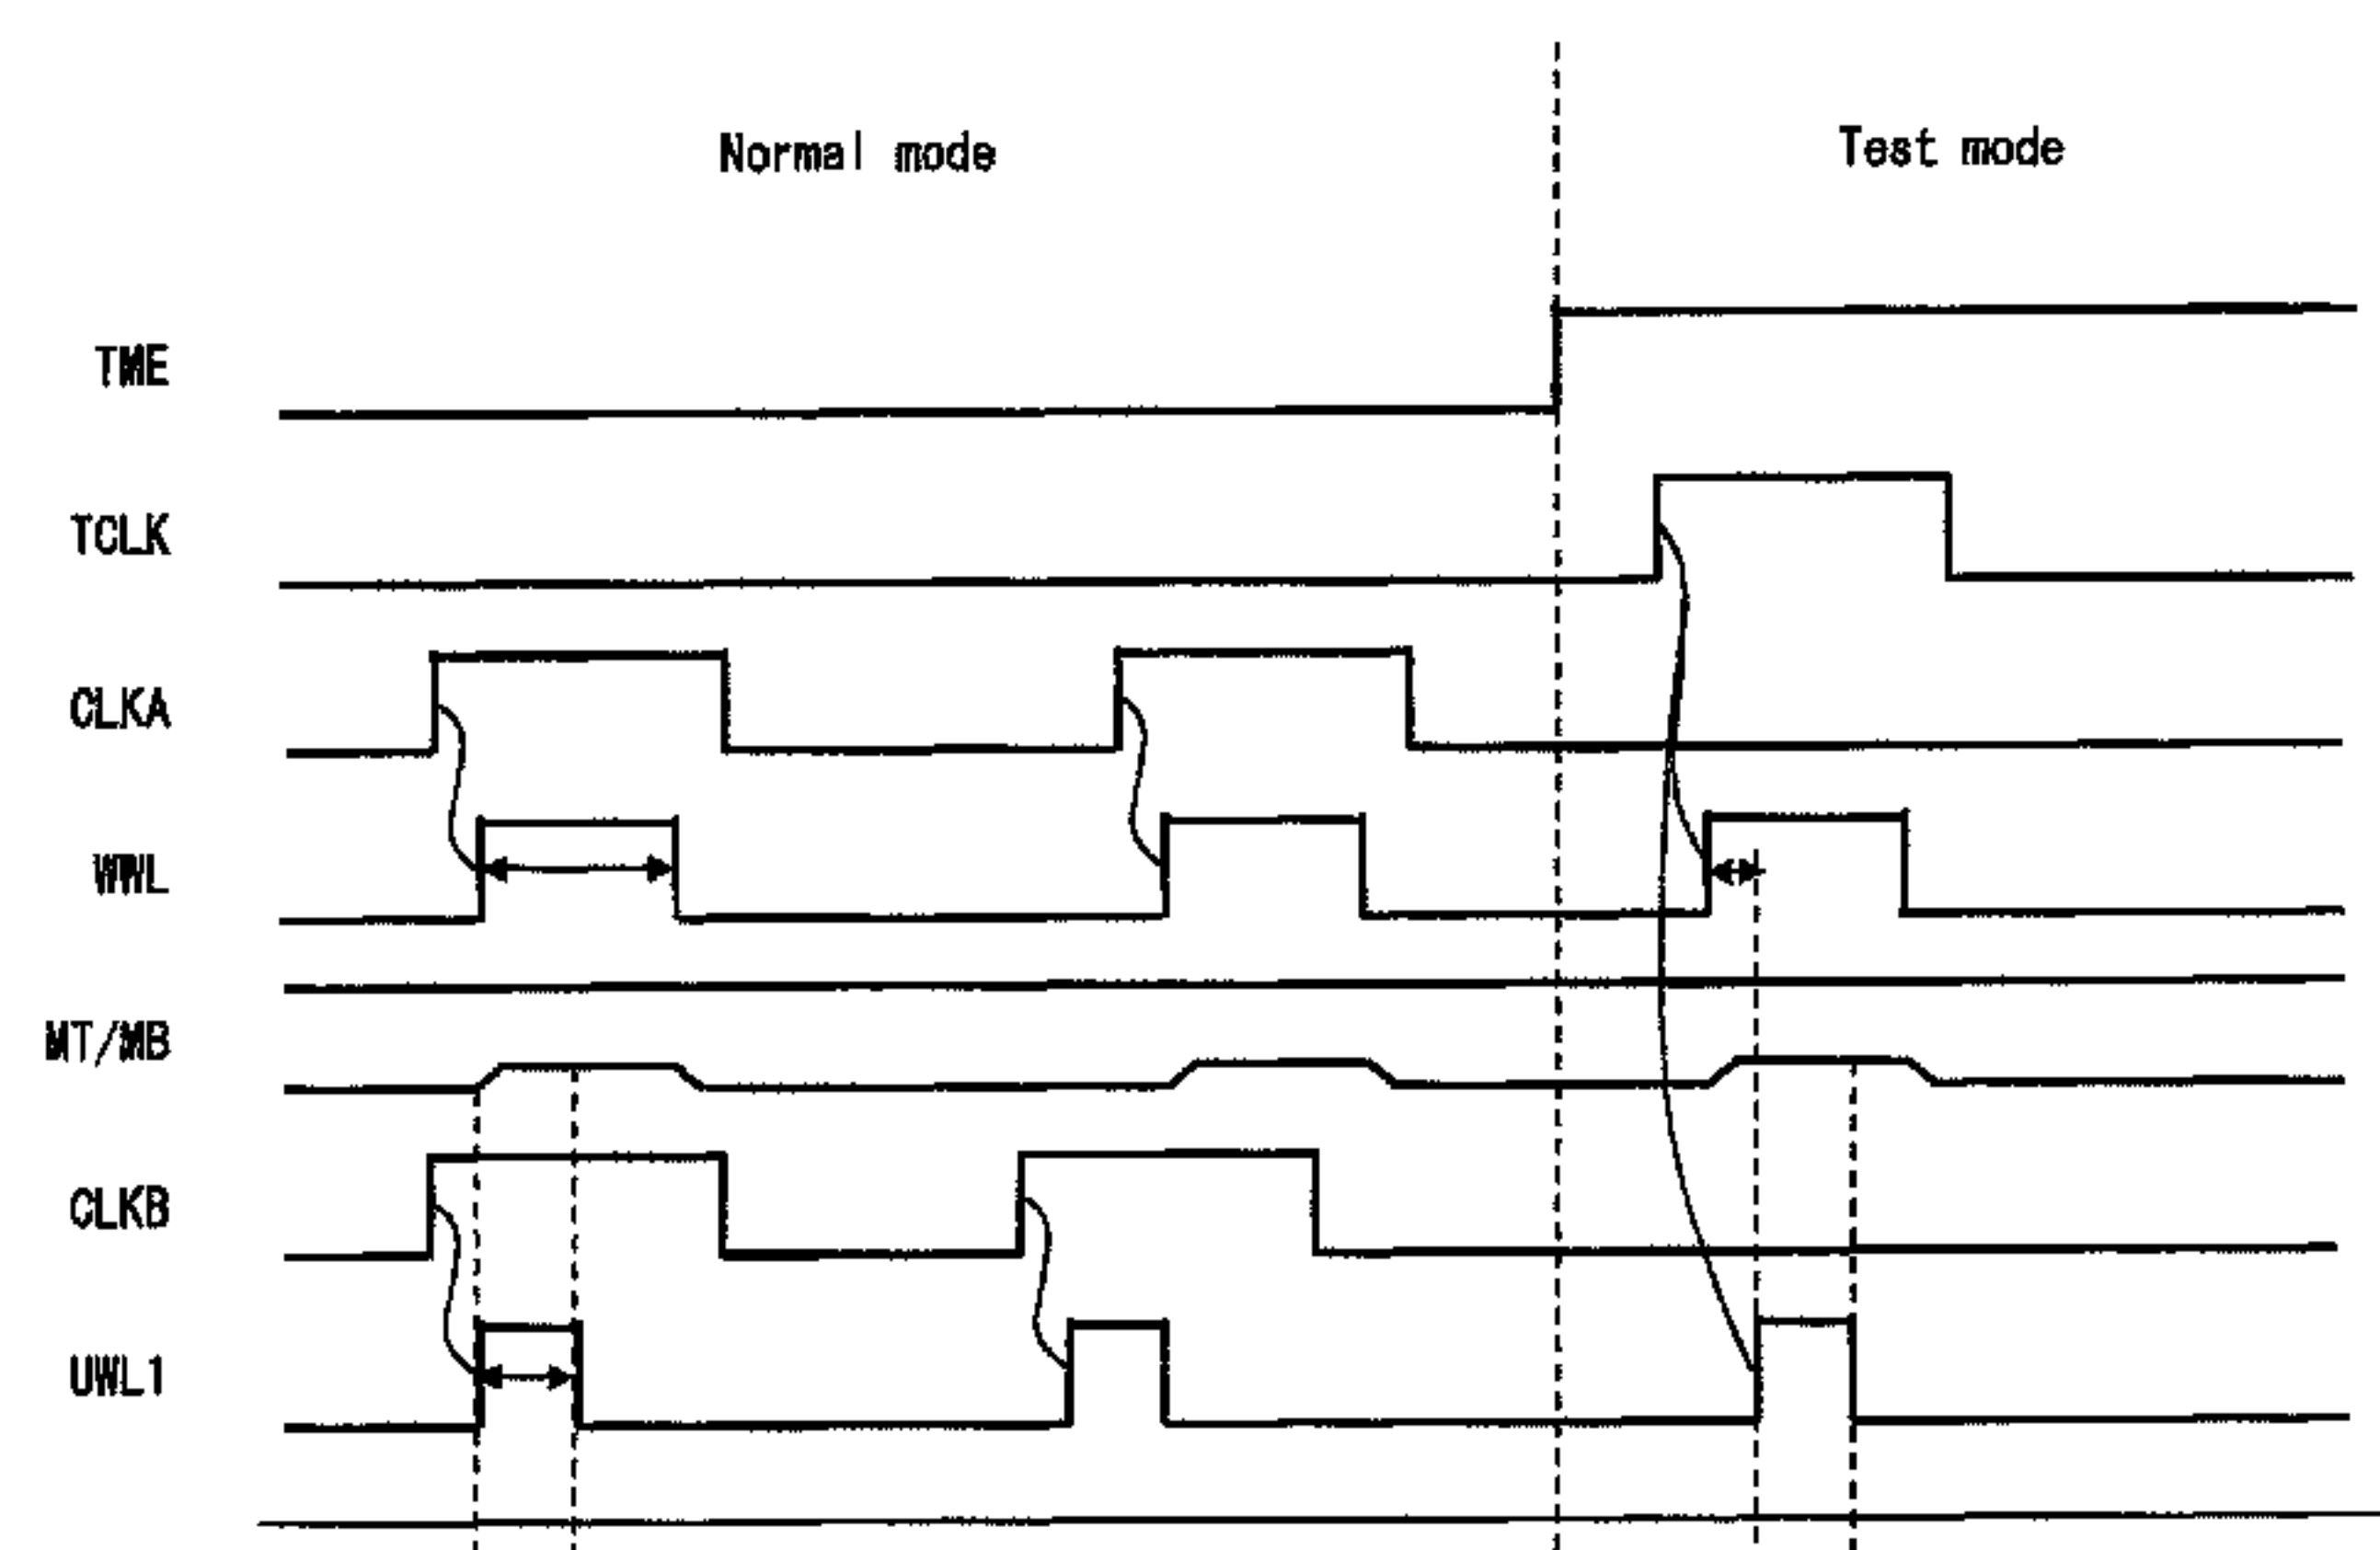 Normal mode
Test mode
TME
TCLK
CLKA
WWL
MT/MB
CLKB
UWL1